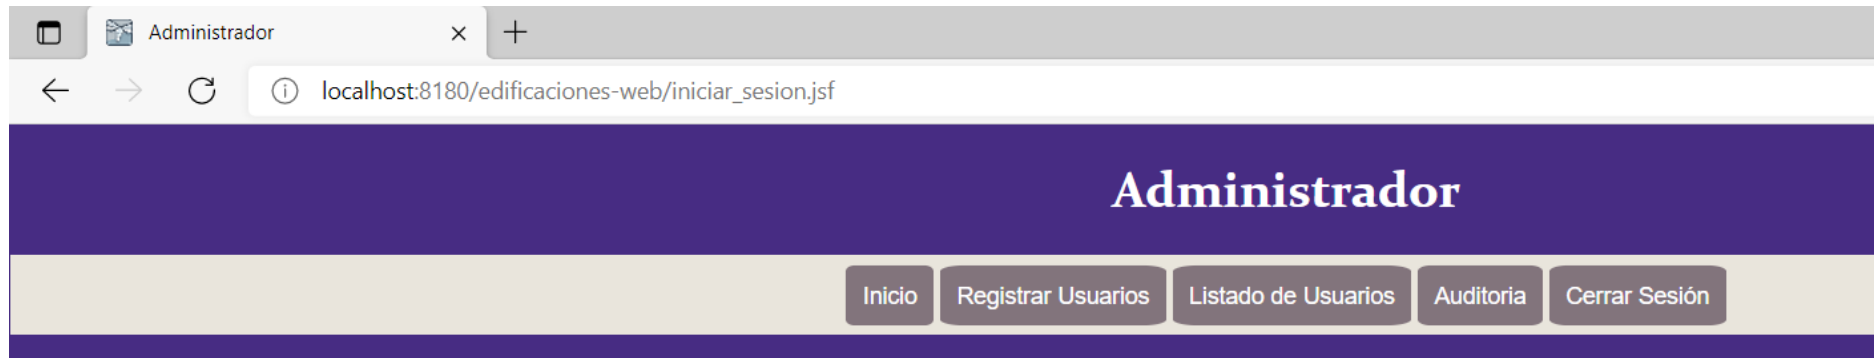 Administrador
localhost:8180/edificaciones-web/iniciar_sesion.jsf
Administrador
Inicio Registrar Usuarios Listado de Usuarios Auditoria Cerrar Sesión